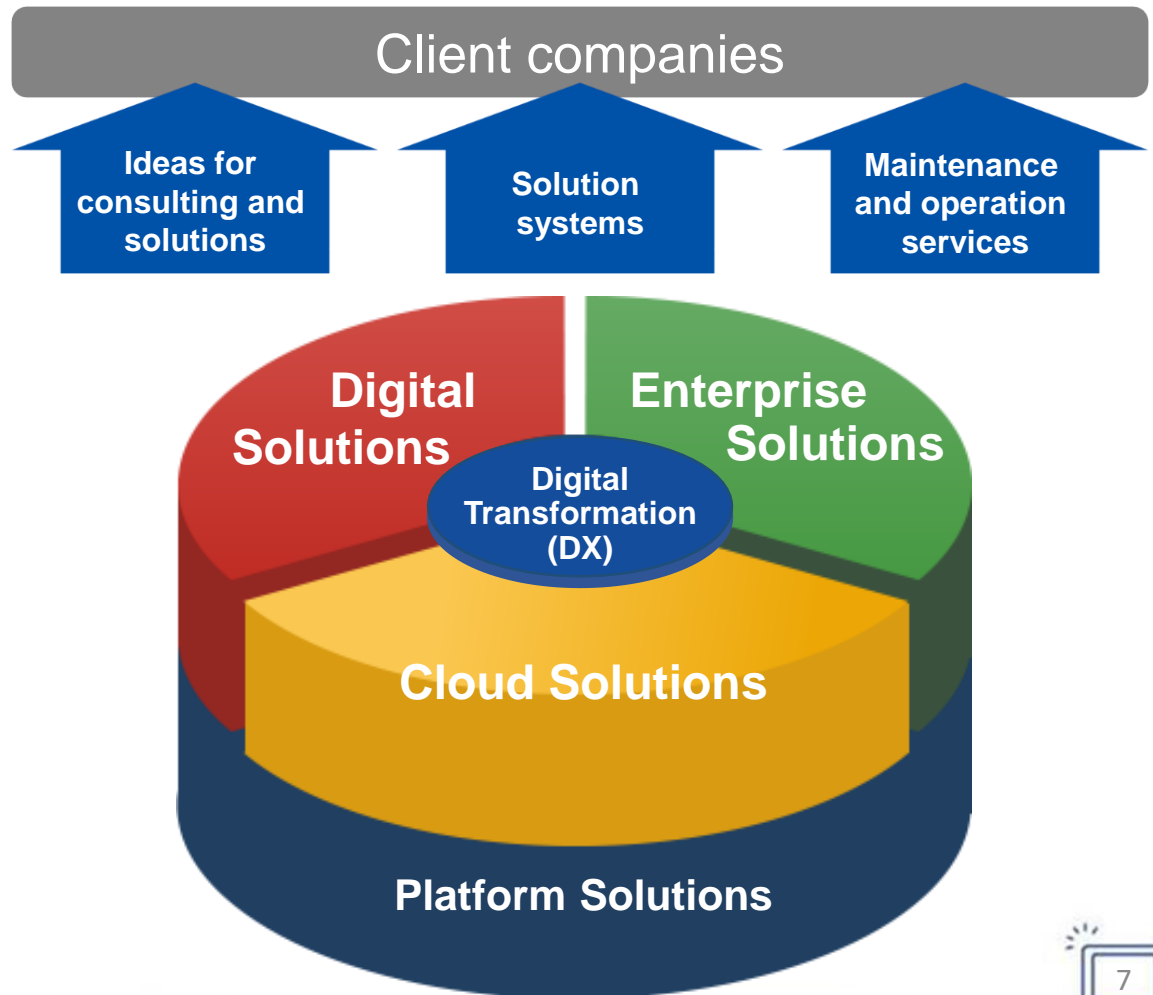 Client companies
Ideas for
consulting and
solutions
Solution
systems
Maintenance
and operation
services
Digital
Solutions
Enterprise
Solutions
Digital
Transformation
(DX)
Cloud Solutions
Platform Solutions
7